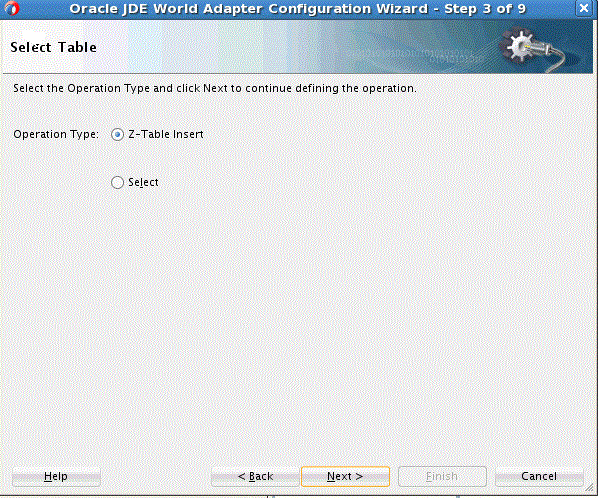 Oracle JDE World Adapter Configuration Wizard - Step 3 of 9
Select Table
Select the Operation Type and click Next to continue defining the operation.
Operation Type: Z-Table Insert
Select
Help < Back Next > Finish Cancel